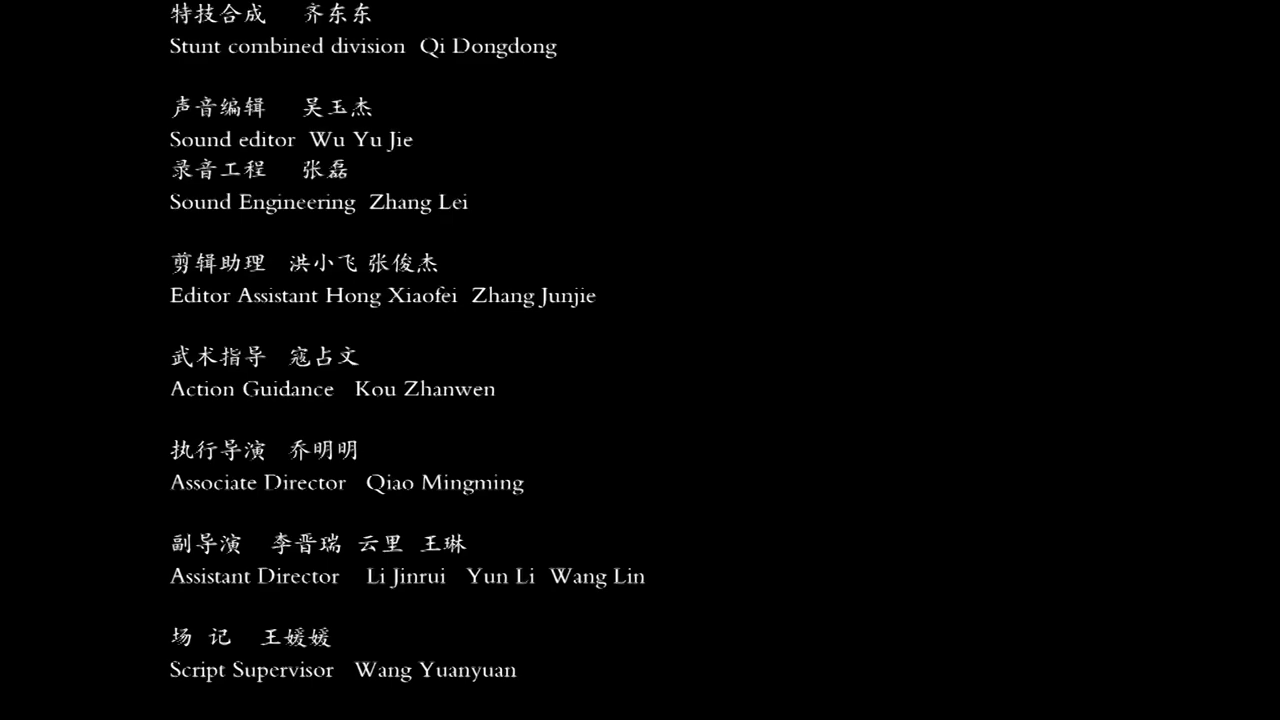 特技合成 齐东东
Stunt combined division Qi Dongdong
声音编辑 吴玉杰
Sound editor Wu Yu Jie
录音工程 张磊
Sound Engineering Zhang Lei
剪辑助理 洪小飞 张俊杰
Editor Assistant Hong Xiaofei Zhang Junjie
武术指导 寇占文
Action Guidance Kou Zhanwen
执行导演 乔明明
Associate Director Qiao Mingming
副导演 李晋瑞 云里 王琳
Assistant Director Li Jinrui Yun Li Wang Lin
场 记 王媛媛
Script Supervisor Wang Yuanyuan